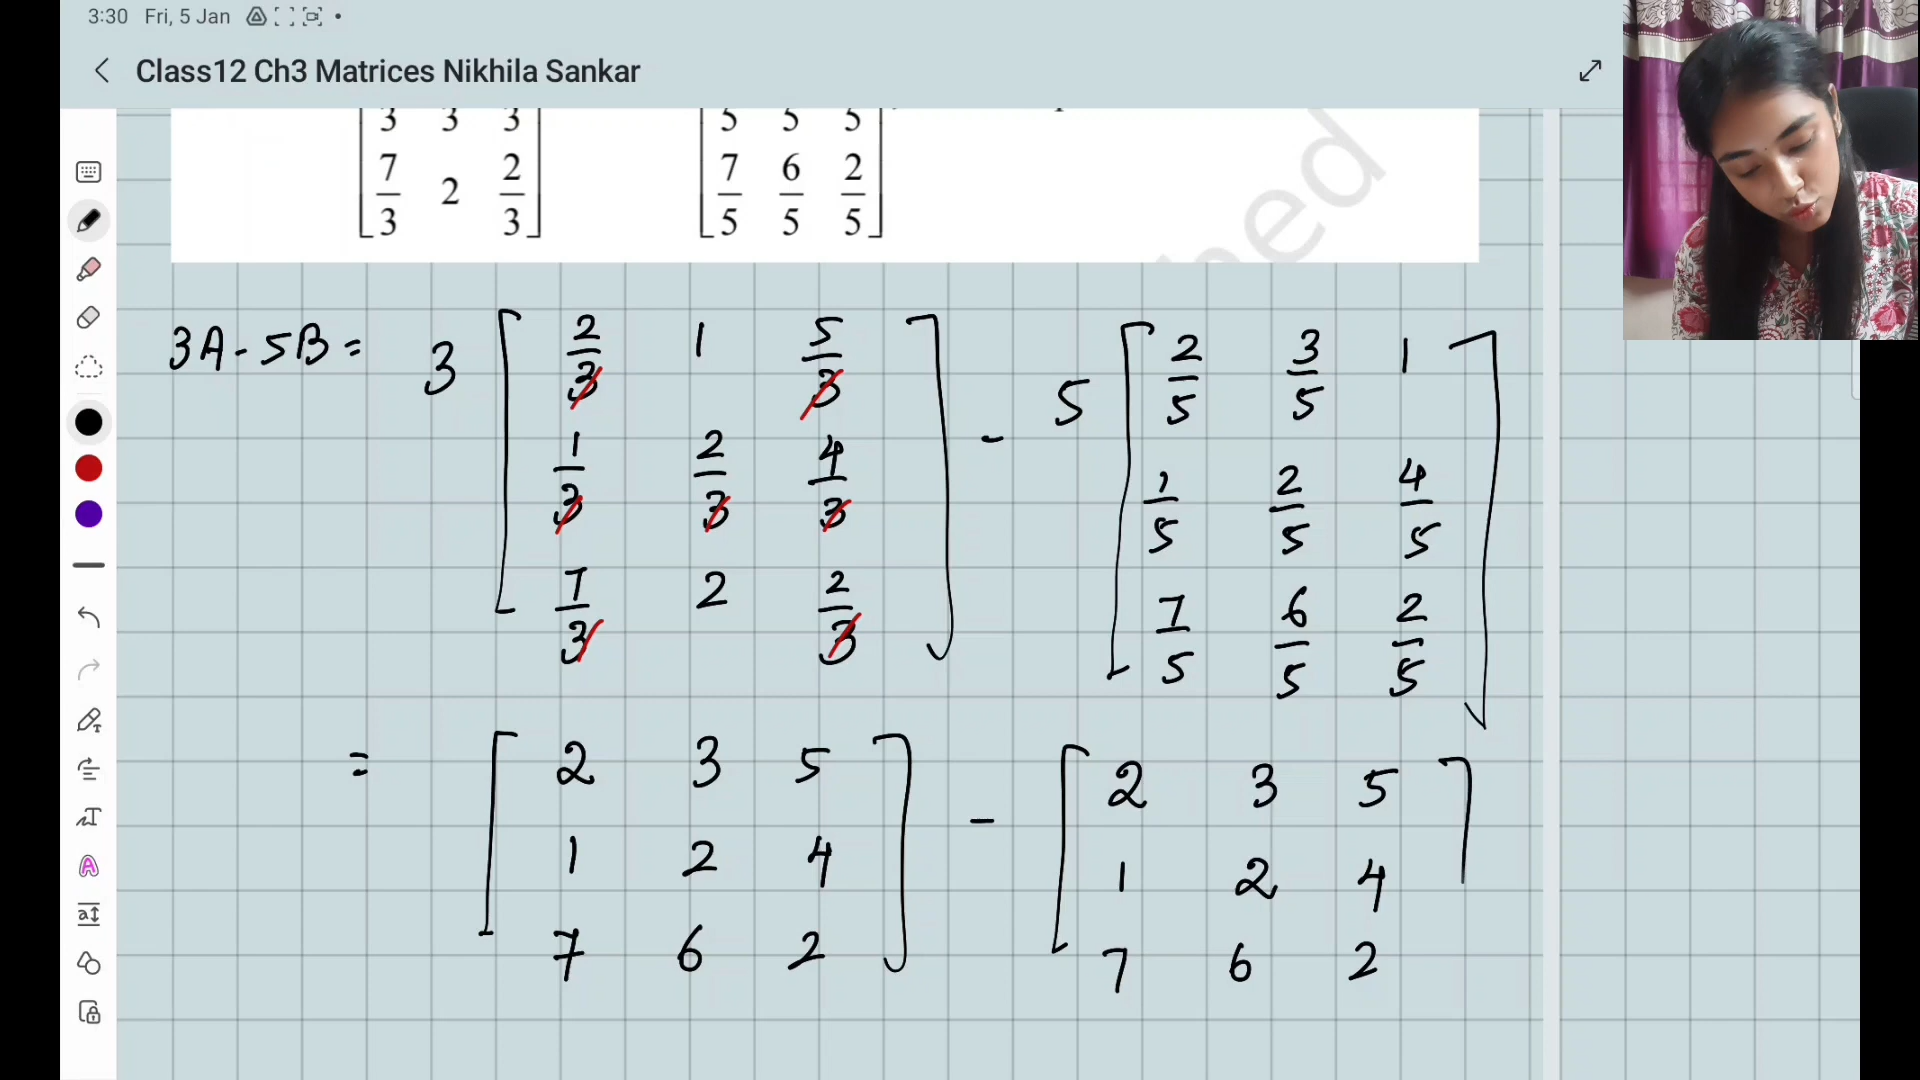 3:30 Fri, 5 Jan
Class12 Ch3 Matrices Nikhila Sankar
3 3 3 5 5 5
7/3 2 2/3 7/5 6/5 2/5
ed
3A - 5B = 3 [ 2/3 1 5/3 ] - 5 [ 2/5 3/5 1 ]
1/3 2/3 4/3 1/5 2/5 4/5
7/3 2 2/3 7/5 6/5 2/5
= [ 2 3 5 ] - [ 2 3 5 ]
1 2 4 1 2 4
7 6 2 7 6 2